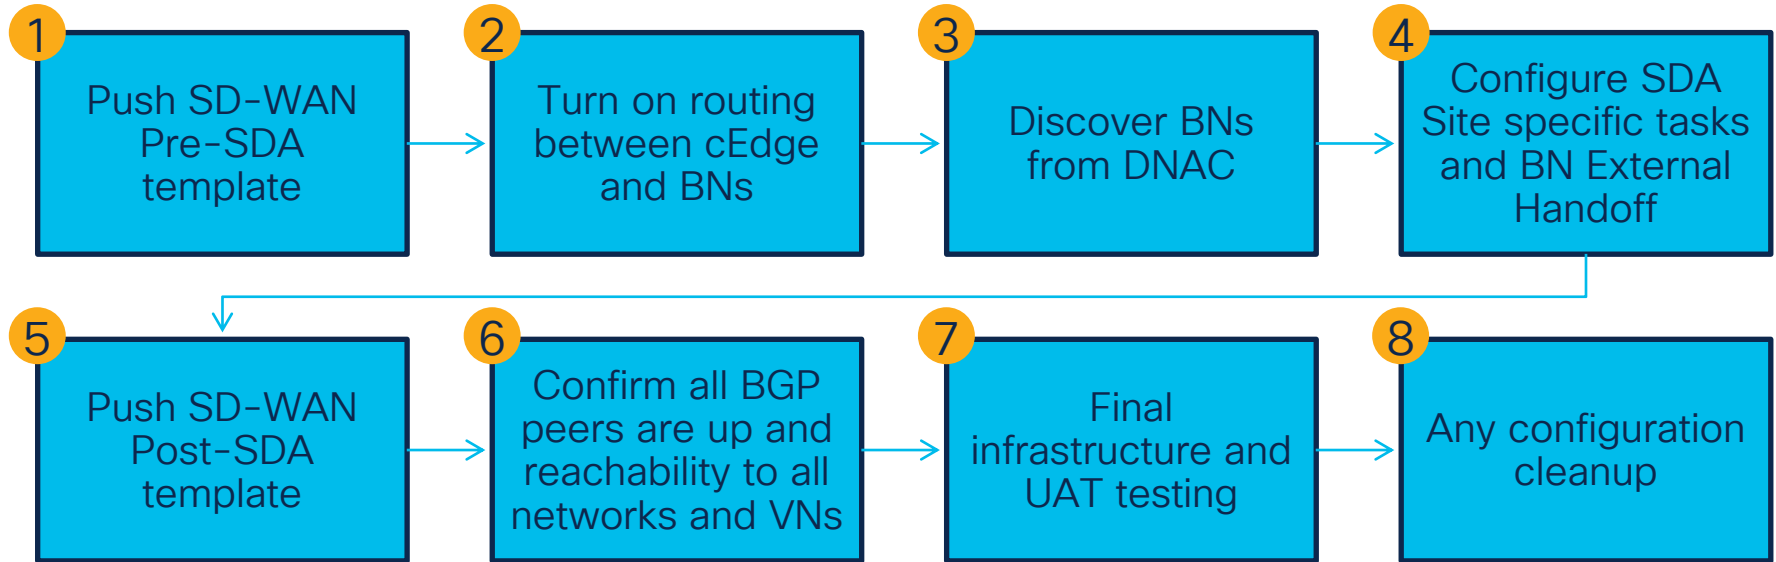 1
Push SD-WAN
Pre-SDA
template
2
Turn on routing
between cEdge
and BNs
3
Discover BNs
from DNAC
4
Configure SDA
Site specific tasks
and BN External
Handoff
5
Push SD-WAN
Post-SDA
template
6
Confirm all BGP
peers are up and
reachability to all
networks and VNs
7
Final
infrastructure and
UAT testing
8
Any configuration
cleanup